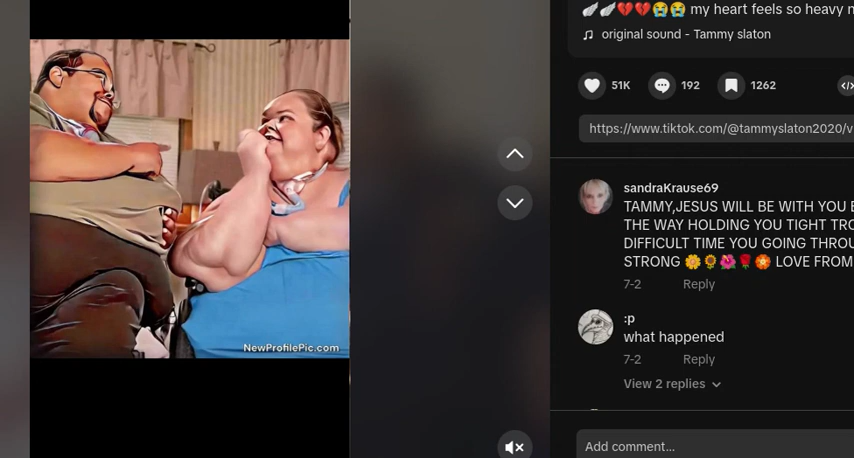 🕊🕊💔💔😭😭 my heart feels so heavy
original sound - Tammy slaton
51K
192
1262
https://www.tiktok.com/@tammyslaton2020/v
sandraKrause69
TAMMY,JESUS WILL BE WITH YOU
THE WAY HOLDING YOU TIGHT
DIFFICULT TIME YOU GOING
STRONG 🌼🌻🌺🌹🏵 LOVE FROM
7-2 Reply
:p
what happened
7-2 Reply
View 2 replies
NewProfilePic.com
Add comment...